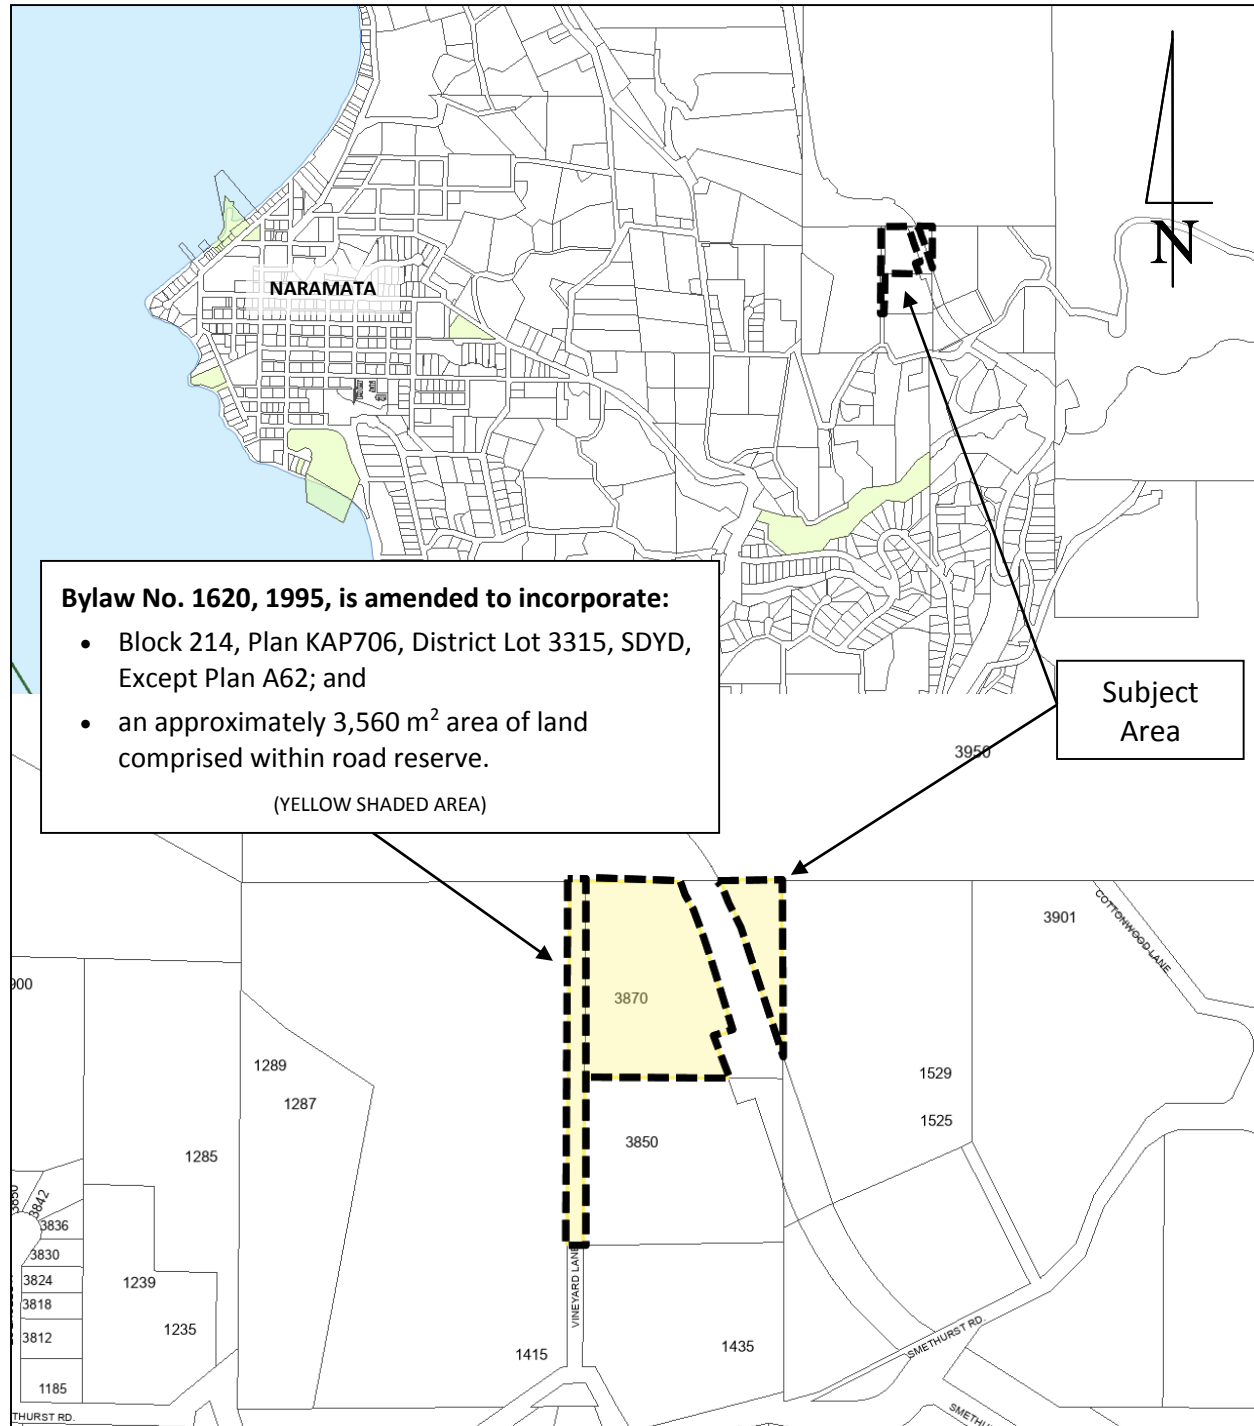 N
NARAMATA
Bylaw No. 1620, 1995, is amended to incorporate:
• Block 214, Plan KAP706, District Lot 3315, SDYD,
Except Plan A62; and
• an approximately 3,560 m² area of land
comprised within road reserve.
(YELLOW SHADED AREA)
Subject
Area
3950
3901
COTTONWOOD LANE
3870
1289
1287
1529
1525
3850
1285
3842
3836
3830
3824
3818
3812
1185
1239
1235
VINEYARD LANE
1415
1435
SMETHURST RD.
THURST RD.